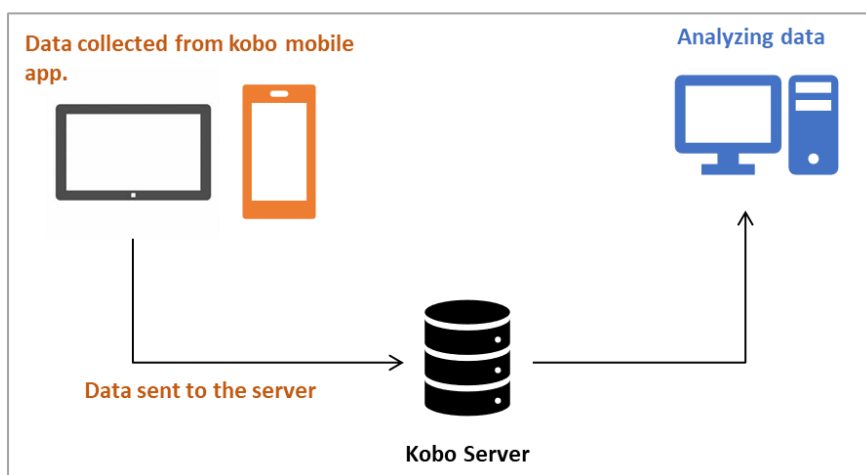 Data collected from kobo mobile
app.
Analyzing data
Data sent to the server
Kobo Server